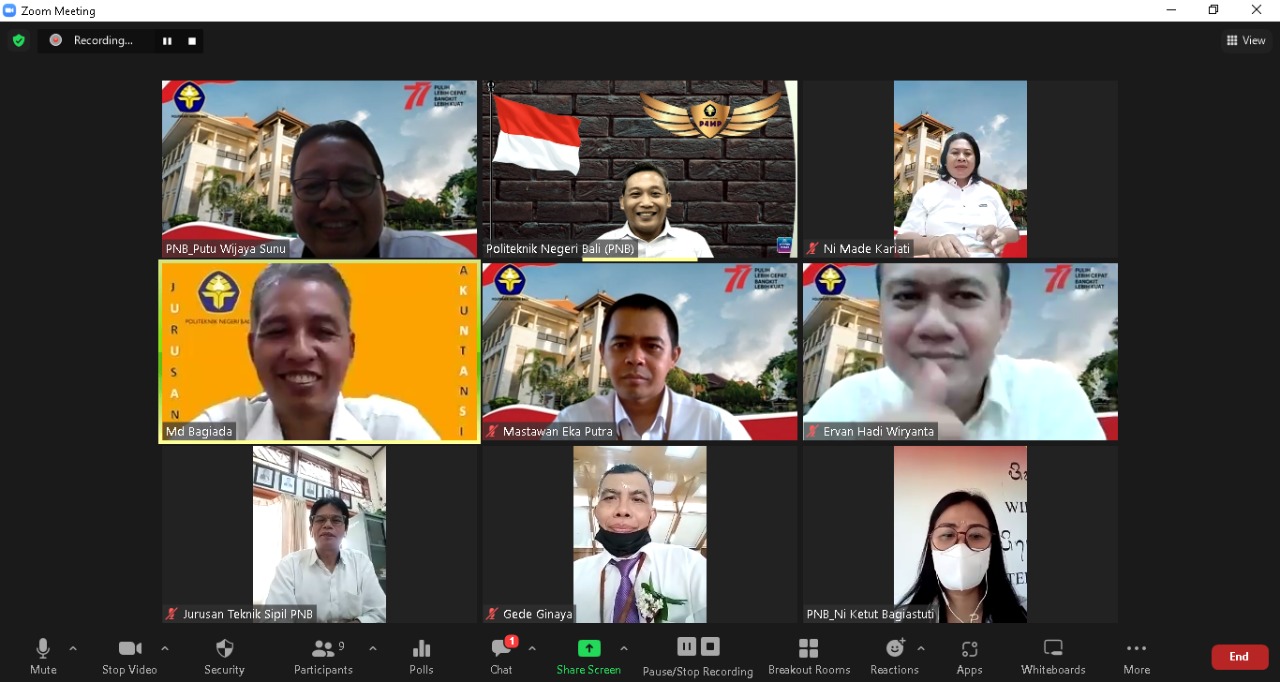 Zoom Meeting
Recording...
View
77 PULIH
LEBIH CEPAT
BANGKIT
LEBIH KUAT
PNB_Putu Wijaya Sunu
P4MP
Politeknik Negeri Bali (PNB)
Ni Made Kariati
JURUSAN
POLITEKNIK NEGERI BAL
AKUNTANSI
Md Bagiada
77 PULIH
LEBIH CEPAT
BANGKIT
LEBIH KUAT
Mastawan Eka Putra
77 PULIH
LEBIH CEPAT
BANGKIT
LEBIH KUAT
Ervan Hadi Wiryanta
Jurusan Teknik Sipil PNB
Gede Ginaya
WI
TE
PNB_Ni Ketut Bagiastuti
Mute
Stop Video
Security
9
Participants
Polls
1
Chat
Share Screen
Pause/Stop Recording
Breakout Rooms
Reactions
Apps
Whiteboards
More
End